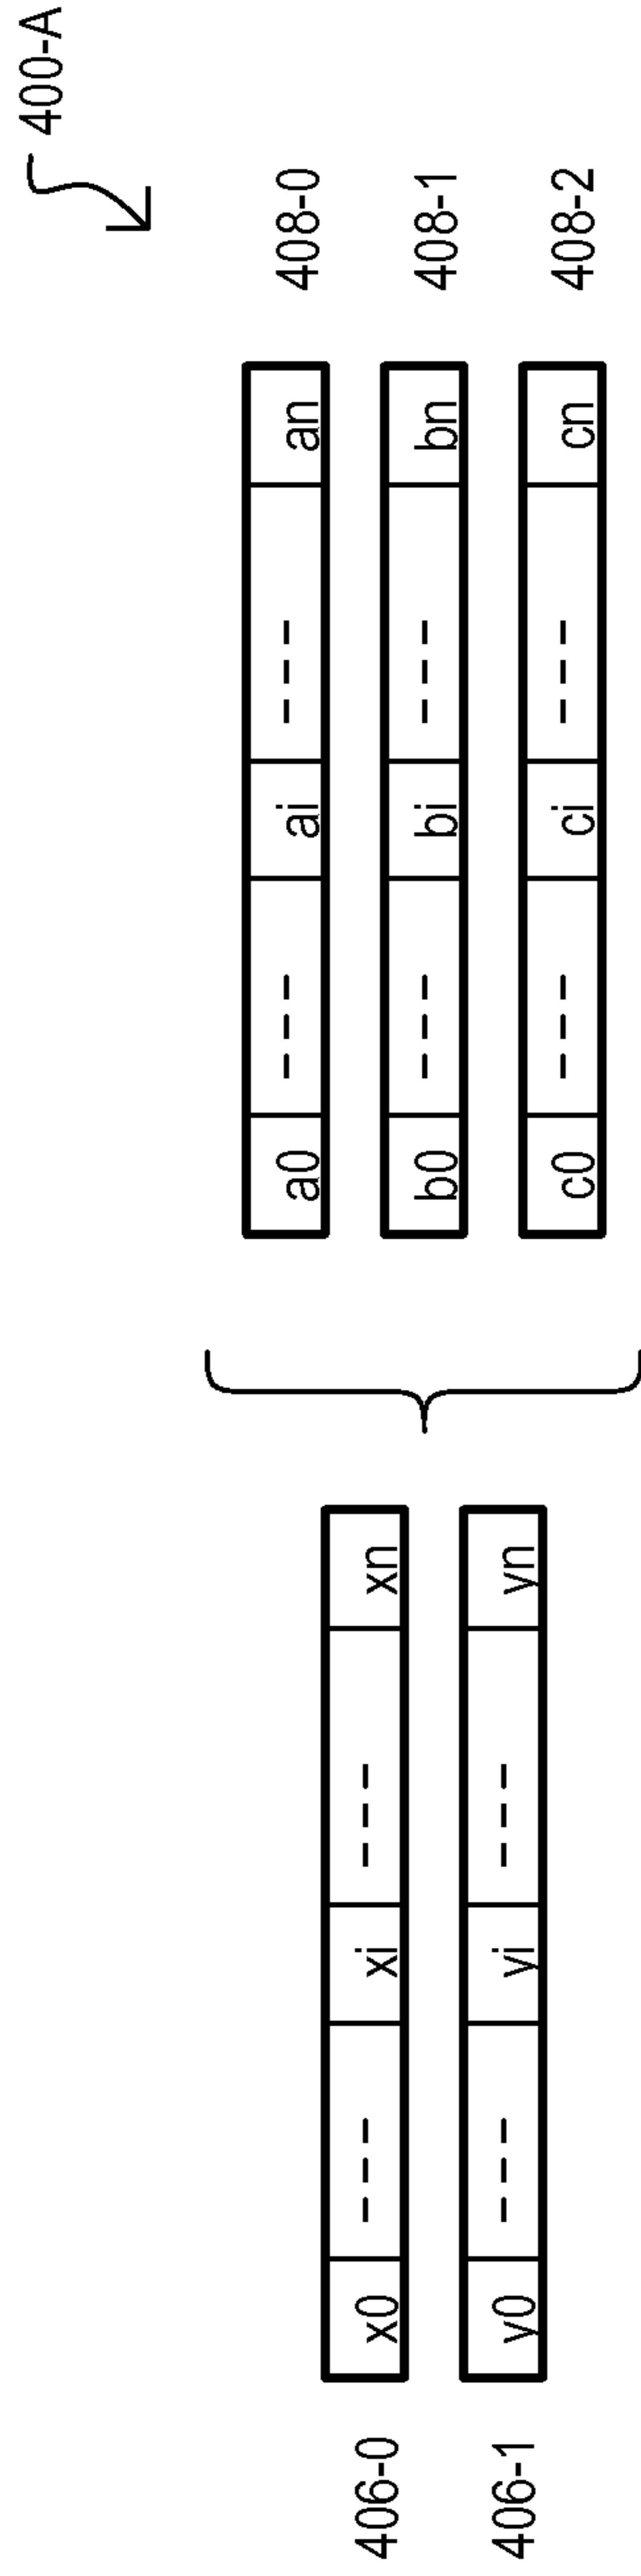 400-A
406-0
x0 --- xi --- xn
406-1
y0 --- yi --- yn
a0 --- ai --- an
408-0
b0 --- bi --- bn
408-1
c0 --- ci --- cn
408-2